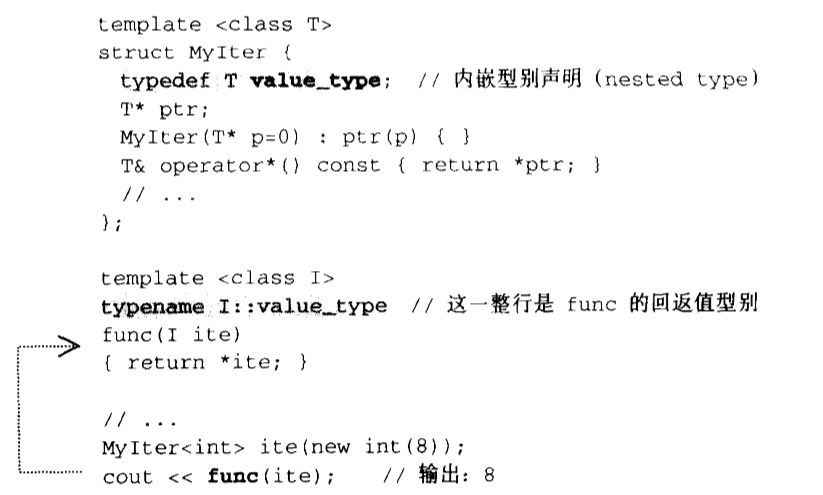 template <class T>
struct MyIter {
typedef T value_type; // 内嵌型别声明 (nested type)
T* ptr;
MyIter(T* p=0) : ptr(p) { }
T& operator*() const { return *ptr; }
// ...
};
template <class I>
typename I::value_type // 这一整行是 func 的回返值型别
func(I ite)
{ return *ite; }
// ...
MyIter<int> ite(new int(8));
cout << func(ite); // 输出: 8